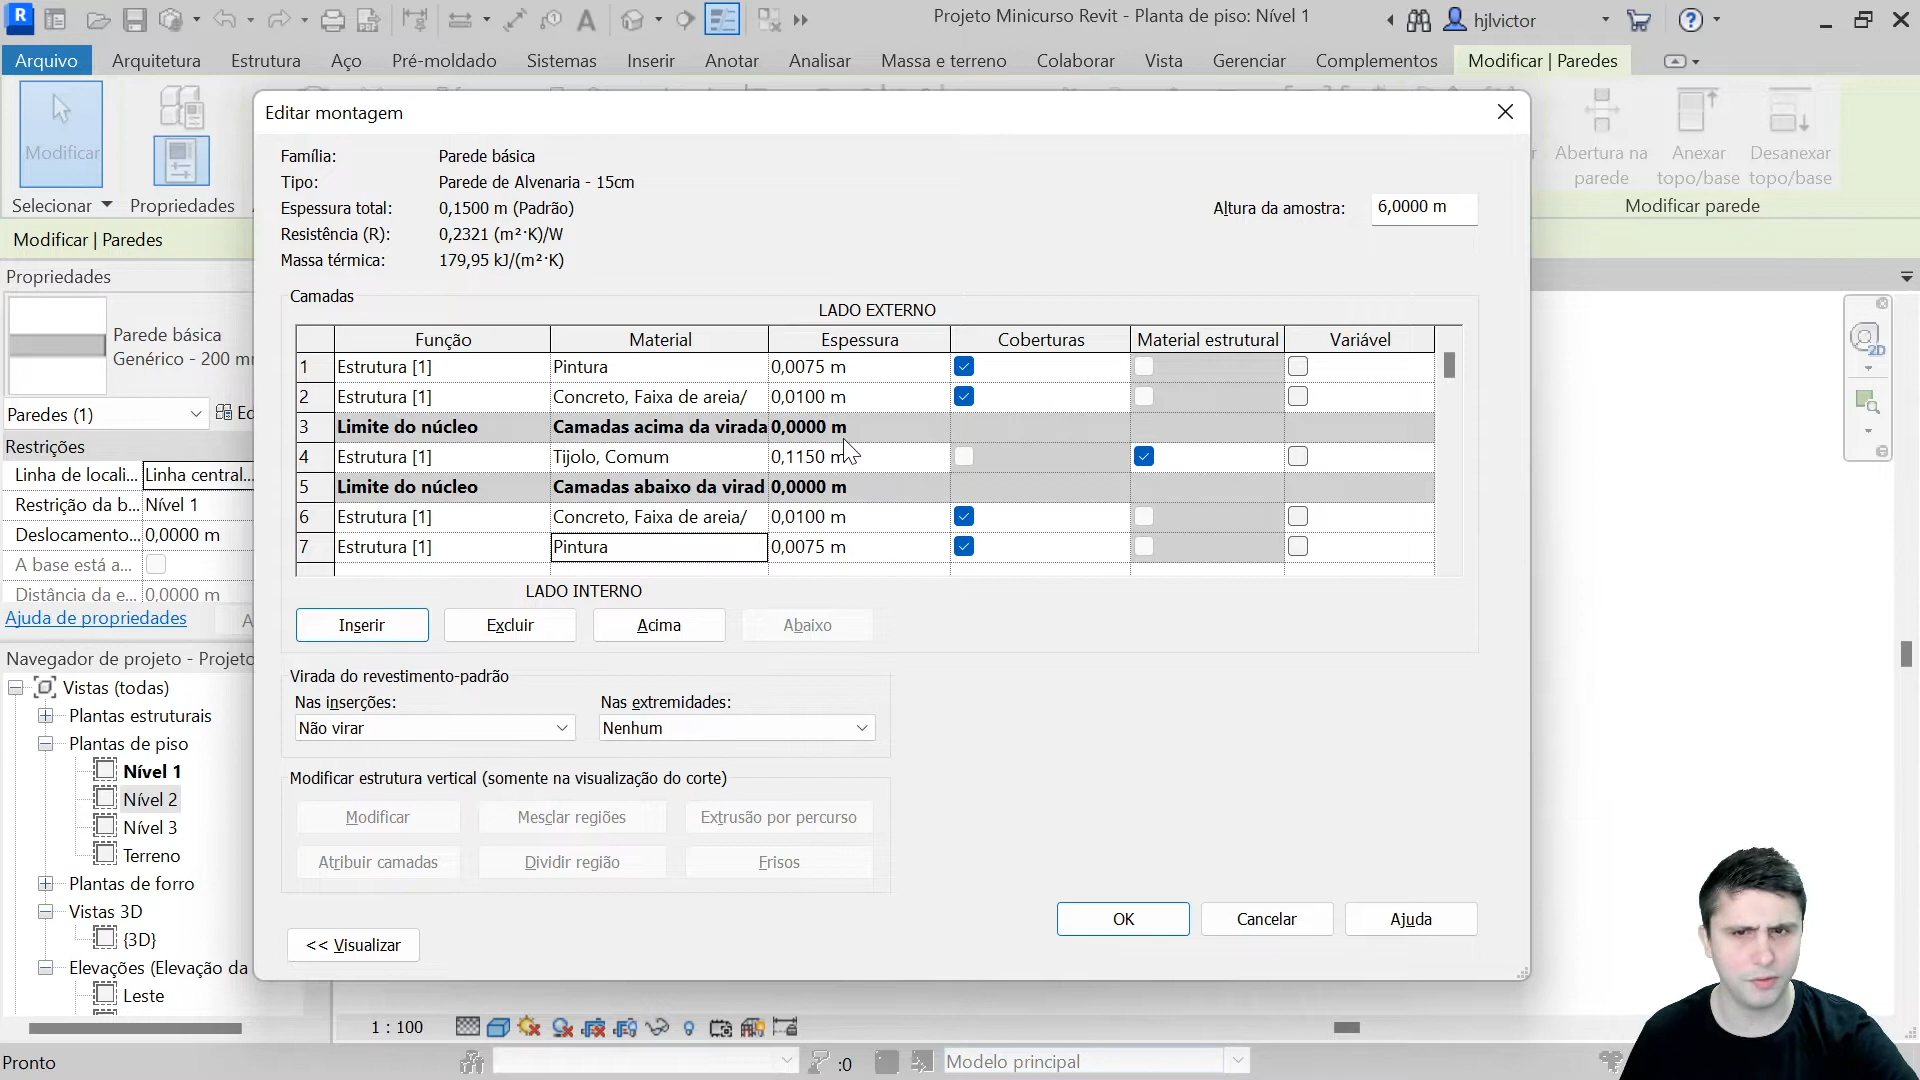 Projeto Minicurso Revit - Planta de piso: Nível 1
hjlvictor
Arquivo Arquitetura Estrutura Aço Pré-moldado Sistemas Inserir Anotar Analisar Massa e terreno Colaborar Vista Gerenciar Complementos Modificar | Paredes
Modificar
Abertura na parede
Anexar topo/base
Desanexar topo/base
Selecionar Propriedades
Modificar parede
Modificar | Paredes
Propriedades
Parede básica
Genérico - 200 m
Paredes (1)
Ed
Restrições
Linha de locali... Linha central...
Restrição da b... Nível 1
Deslocamento... 0,0000 m
A base está a...
Distância da e... 0,0000 m
Ajuda de propriedades A
Navegador de projeto - Projeto
Vistas (todas)
Plantas estruturais
Plantas de piso
Nível 1
Nível 2
Nível 3
Terreno
Plantas de forro
Vistas 3D
{3D}
Elevações (Elevação da
Leste
Editar montagem
Família: Parede básica
Tipo: Parede de Alvenaria - 15cm
Espessura total: 0,1500 m (Padrão)
Resistência (R): 0,2321 (m²·K)/W
Massa térmica: 179,95 kJ/(m²·K)
Altura da amostra: 6,0000 m
Camadas
LADO EXTERNO
Função Material Espessura Coberturas Material estrutural Variável
1 Estrutura [1] Pintura 0,0075 m
2 Estrutura [1] Concreto, Faixa de areia/ 0,0100 m
3 Limite do núcleo Camadas acima da virada 0,0000 m
4 Estrutura [1] Tijolo, Comum 0,1150 m
5 Limite do núcleo Camadas abaixo da virad 0,0000 m
6 Estrutura [1] Concreto, Faixa de areia/ 0,0100 m
7 Estrutura [1] Pintura 0,0075 m
LADO INTERNO
Inserir Excluir Acima Abaixo
Virada do revestimento-padrão
Nas inserções: Nas extremidades:
Não virar Nenhum
Modificar estrutura vertical (somente na visualização do corte)
Modificar Mesclar regiões Extrusão por percurso
Atribuir camadas Dividir região Frisos
OK Cancelar Ajuda
<< Visualizar
1 : 100
Pronto
:0
Modelo principal
2D